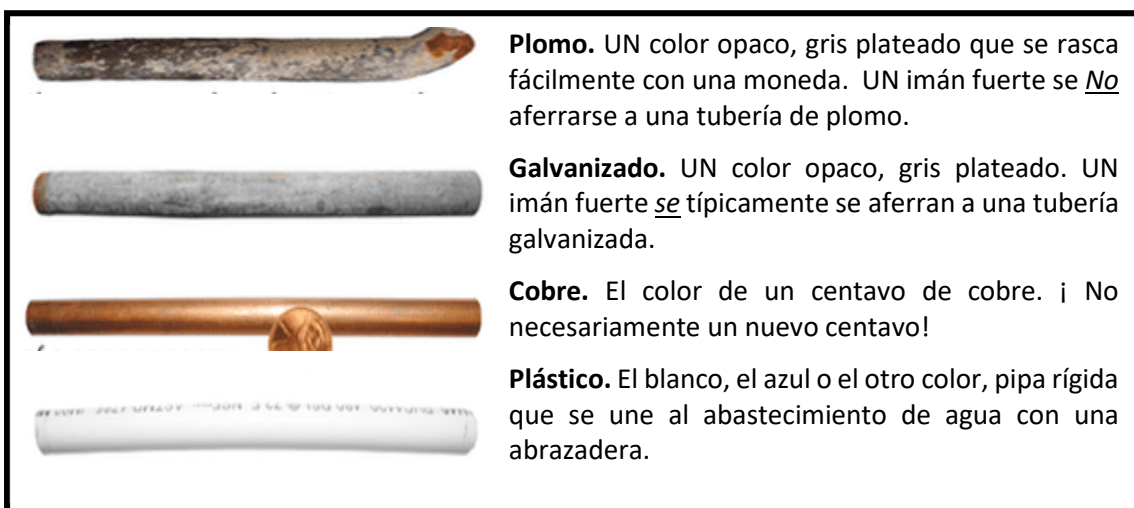 Plomo. UN color opaco, gris plateado que se rasca
fácilmente con una moneda. UN imán fuerte se No
aferrarse a una tubería de plomo.
Galvanizado. UN color opaco, gris plateado. UN
imán fuerte se típicamente se aferran a una tubería
galvanizada.
Cobre. El color de un centavo de cobre. ¡ No
necesariamente un nuevo centavo!
Plástico. El blanco, el azul o el otro color, pipa rígida
que se une al abastecimiento de agua con una
abrazadera.